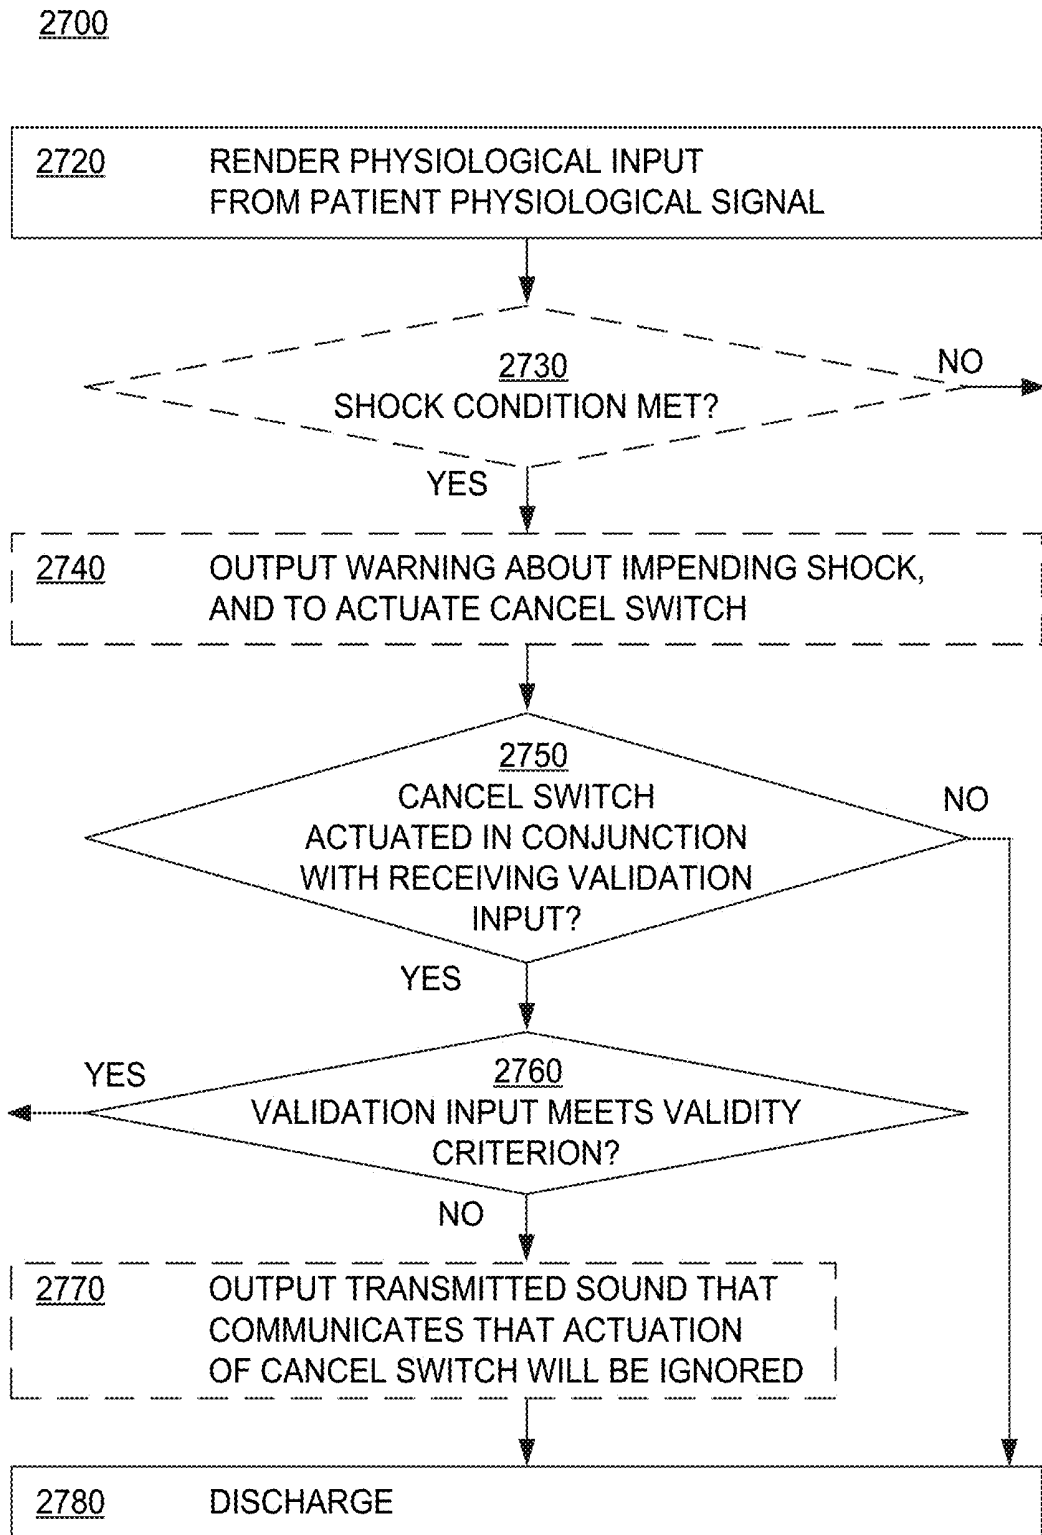 2700
2720 RENDER PHYSIOLOGICAL INPUT
FROM PATIENT PHYSIOLOGICAL SIGNAL
2730
SHOCK CONDITION MET?
NO
YES
2740 OUTPUT WARNING ABOUT IMPENDING SHOCK,
AND TO ACTUATE CANCEL SWITCH
2750
CANCEL SWITCH
ACTUATED IN CONJUNCTION
WITH RECEIVING VALIDATION
INPUT?
NO
YES
2760
VALIDATION INPUT MEETS VALIDITY
CRITERION?
YES
NO
2770 OUTPUT TRANSMITTED SOUND THAT
COMMUNICATES THAT ACTUATION
OF CANCEL SWITCH WILL BE IGNORED
2780 DISCHARGE